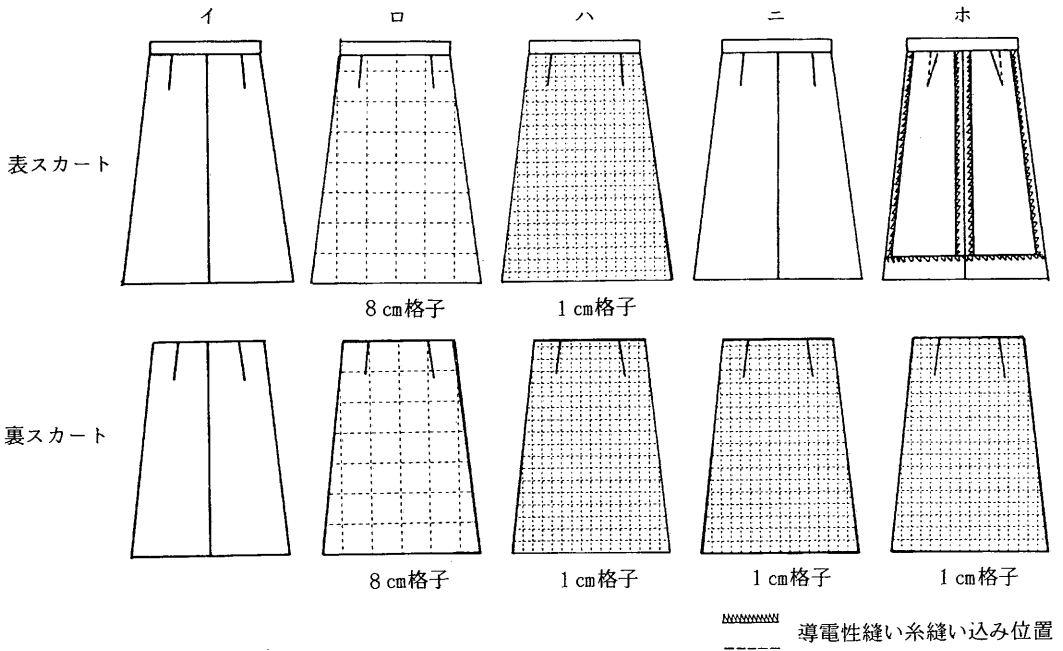 イ ロ ハ ニ ホ
表スカート
8cm格子 1cm格子
裏スカート
8cm格子 1cm格子 1cm格子 1cm格子
導電性縫い糸縫い込み位置